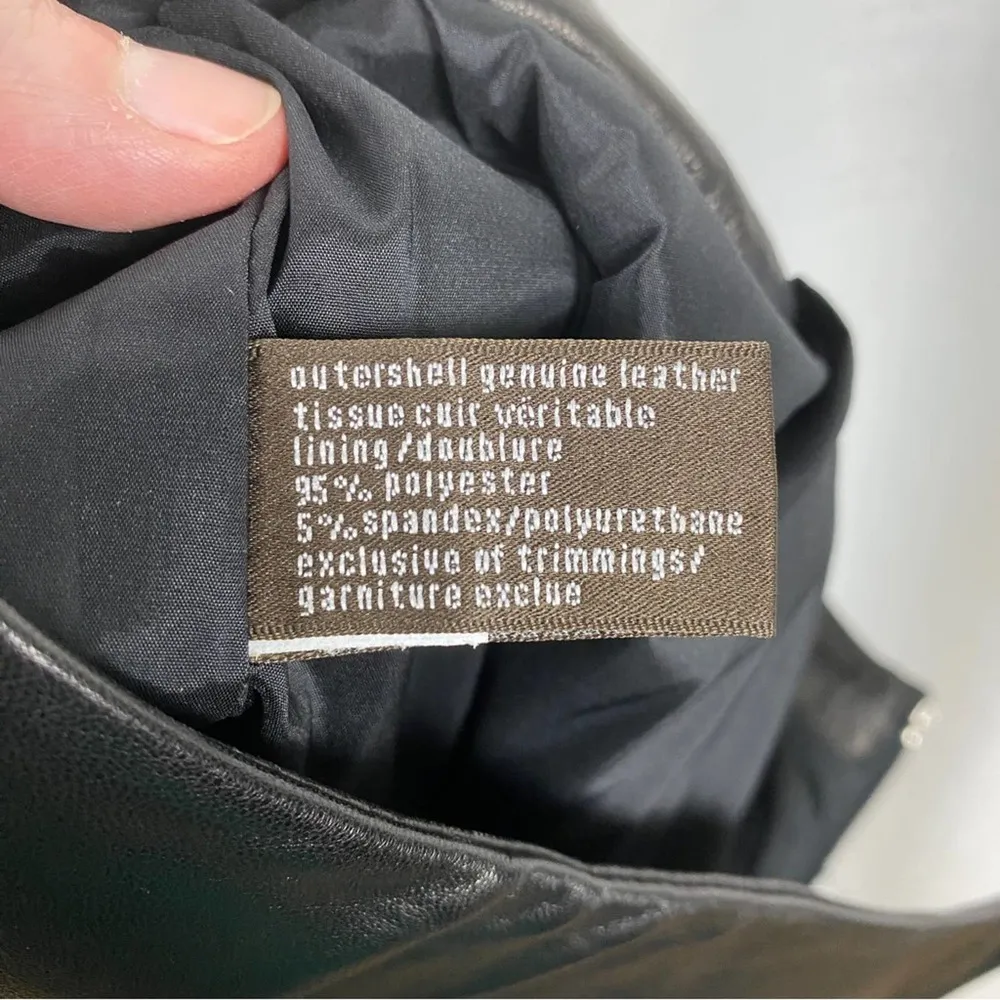 outershell genuine leather
tissue cuir véritable
lining/doublure
95% polyester
5% spandex/polyurethane
exclusive of trimmings/
garniture exclue